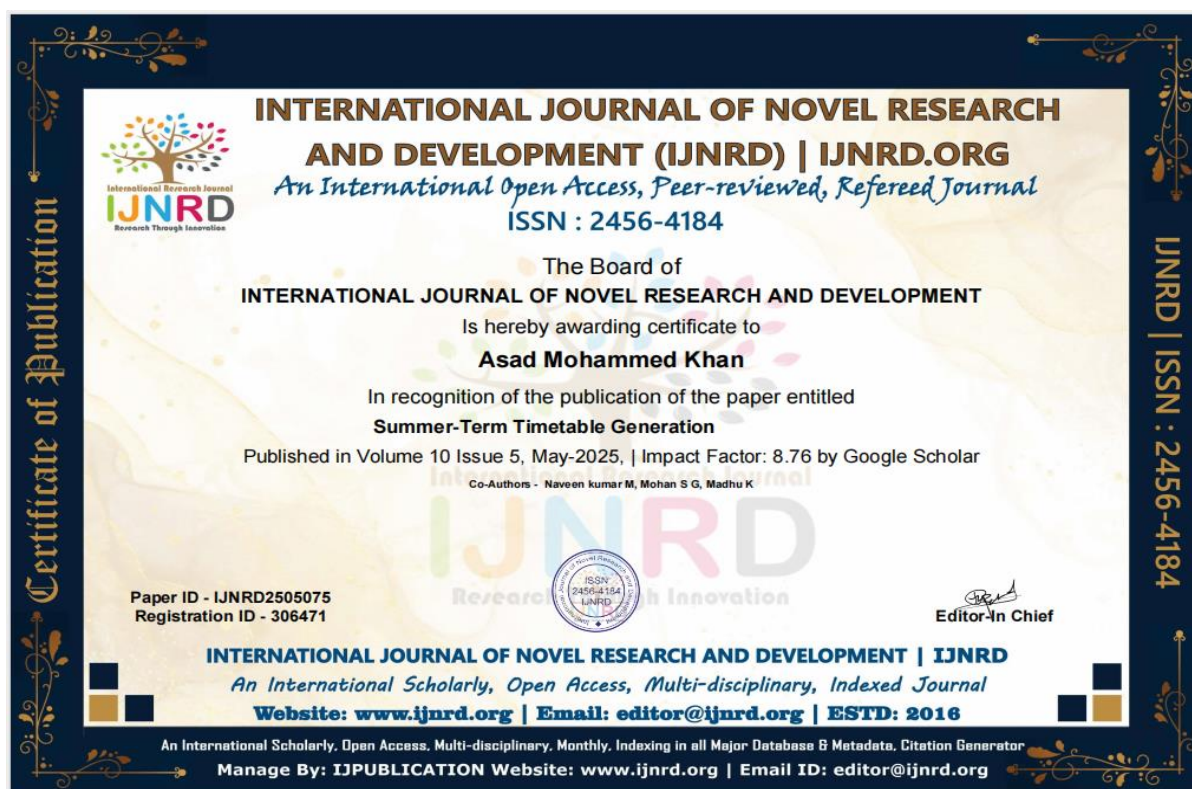 INTERNATIONAL JOURNAL OF NOVEL RESEARCH
AND DEVELOPMENT (IJNRD) | IJNRD.ORG
An International Open Access, Peer-reviewed, Refereed Journal
ISSN : 2456-4184
International Research Journal
IJNRD
Research Through Innovation
Certificate of Publication
IJNRD | ISSN : 2456-4184
The Board of
INTERNATIONAL JOURNAL OF NOVEL RESEARCH AND DEVELOPMENT
Is hereby awarding certificate to
Asad Mohammed Khan
In recognition of the publication of the paper entitled
Summer-Term Timetable Generation
Published in Volume 10 Issue 5, May-2025, | Impact Factor: 8.76 by Google Scholar
International Research Journal
Co-Authors - Naveen kumar M, Mohan S G, Madhu K
IJNRD
Research Through Innovation
ISSN
2456-4184
IJNRD
Paper ID - IJNRD2505075
Registration ID - 306471
Editor-In Chief
INTERNATIONAL JOURNAL OF NOVEL RESEARCH AND DEVELOPMENT | IJNRD
An International Scholarly, Open Access, Multi-disciplinary, Indexed Journal
Website: www.ijnrd.org | Email: editor@ijnrd.org | ESTD: 2016
An International Scholarly, Open Access, Multi-disciplinary, Monthly, Indexing in all Major Database & Metadata, Citation Generator
Manage By: IJPUBLICATION Website: www.ijnrd.org | Email ID: editor@ijnrd.org